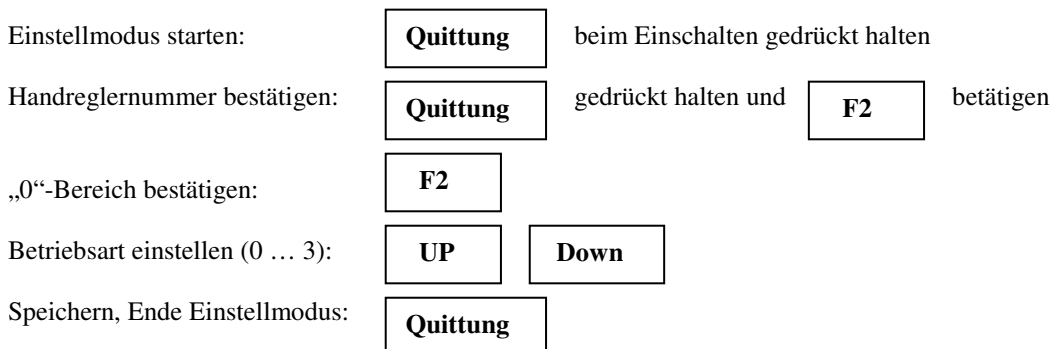 Einstellmodus starten: Quittung beim Einschalten gedrückt halten
Handreglernummer bestätigen: Quittung gedrückt halten und F2 betätigen
„0“-Bereich bestätigen: F2
Betriebsart einstellen (0 … 3): UP Down
Speichern, Ende Einstellmodus: Quittung